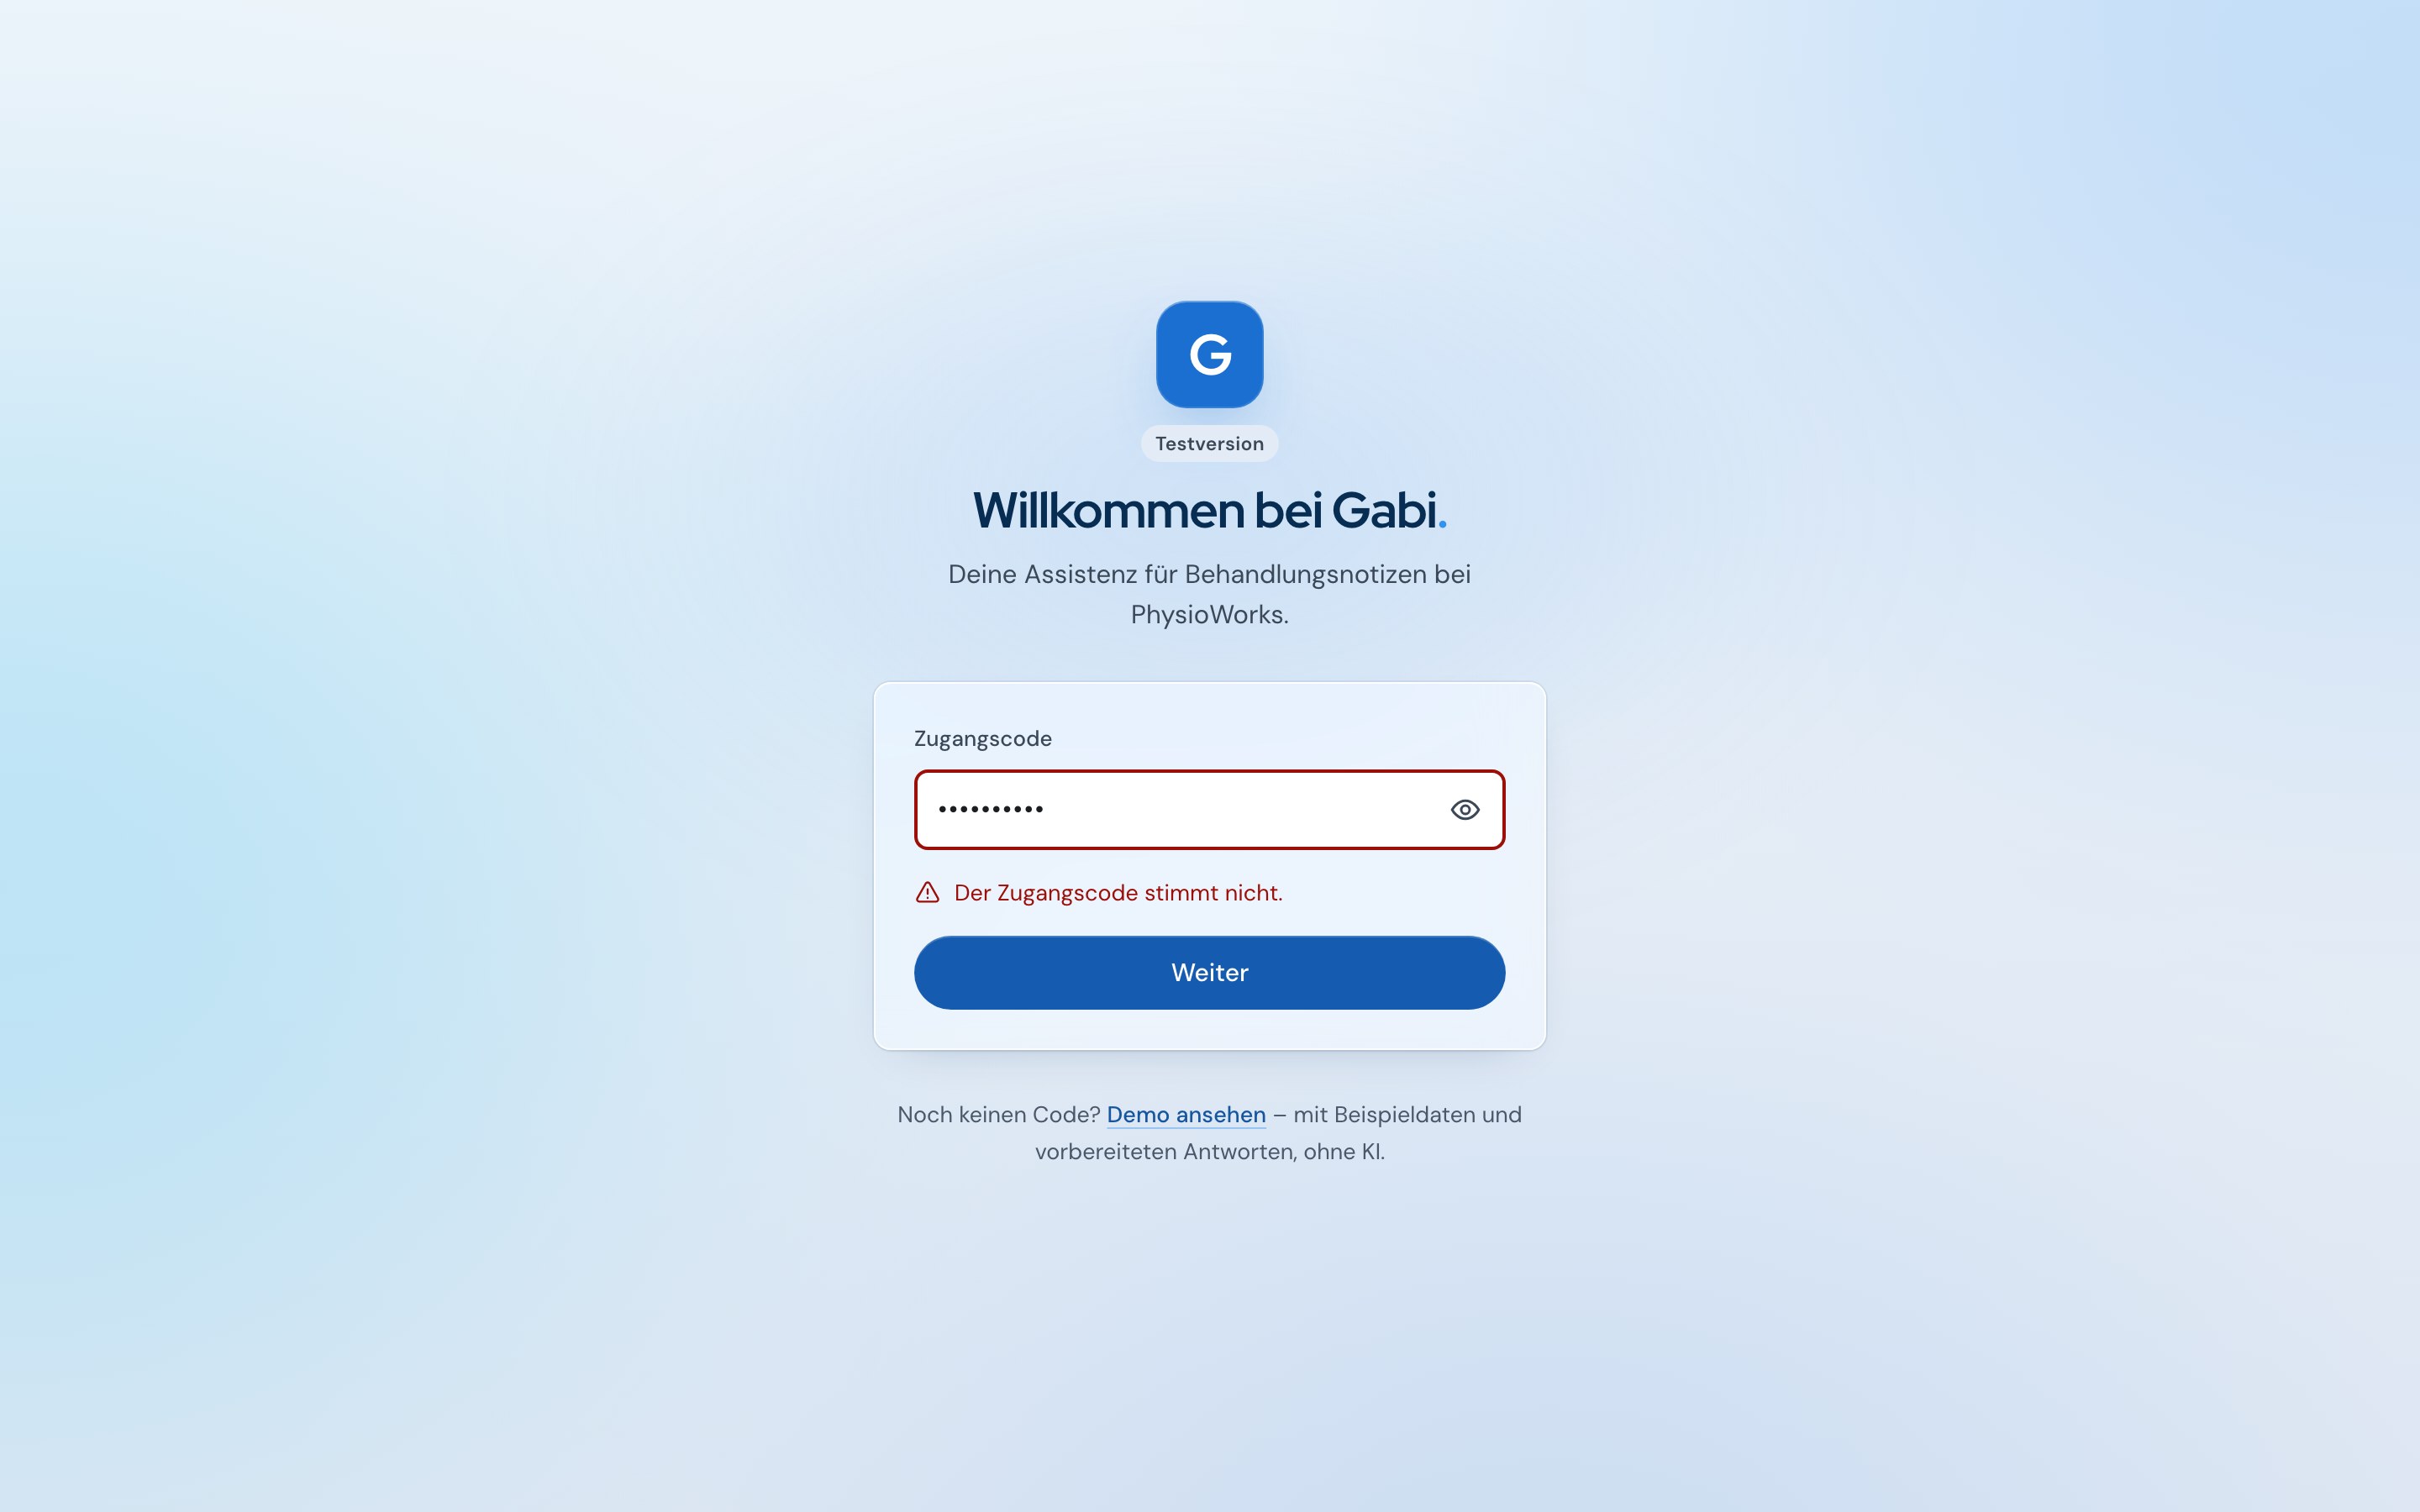 G
Testversion
Willkommen bei Gabi.
Deine Assistenz für Behandlungsnotizen bei
PhysioWorks.
Zugangscode
••••••••••
Der Zugangscode stimmt nicht.
Weiter
Noch keinen Code? Demo ansehen – mit Beispieldaten und
vorbereiteten Antworten, ohne KI.